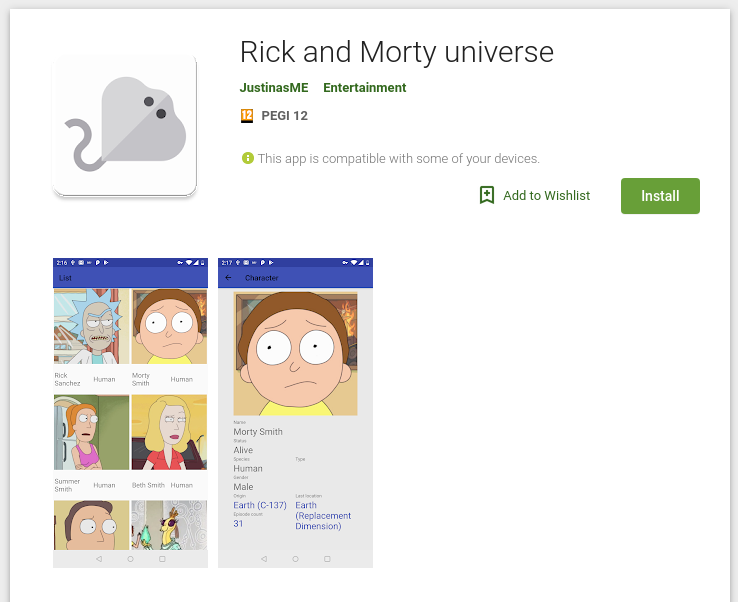 Rick and Morty universe
JustinasME Entertainment
12 PEGI 12
This app is compatible with some of your devices.
Add to Wishlist
Install
2:16
List
Rick Sanchez
Human
Morty Smith
Human
Summer Smith
Human
Beth Smith
Human
2:17
Character
Name
Morty Smith
Status
Alive
Species
Type
Human
Gender
Male
Origin
Last location
Earth (C-137)
Earth
(Replacement
Dimension)
Episode count
31